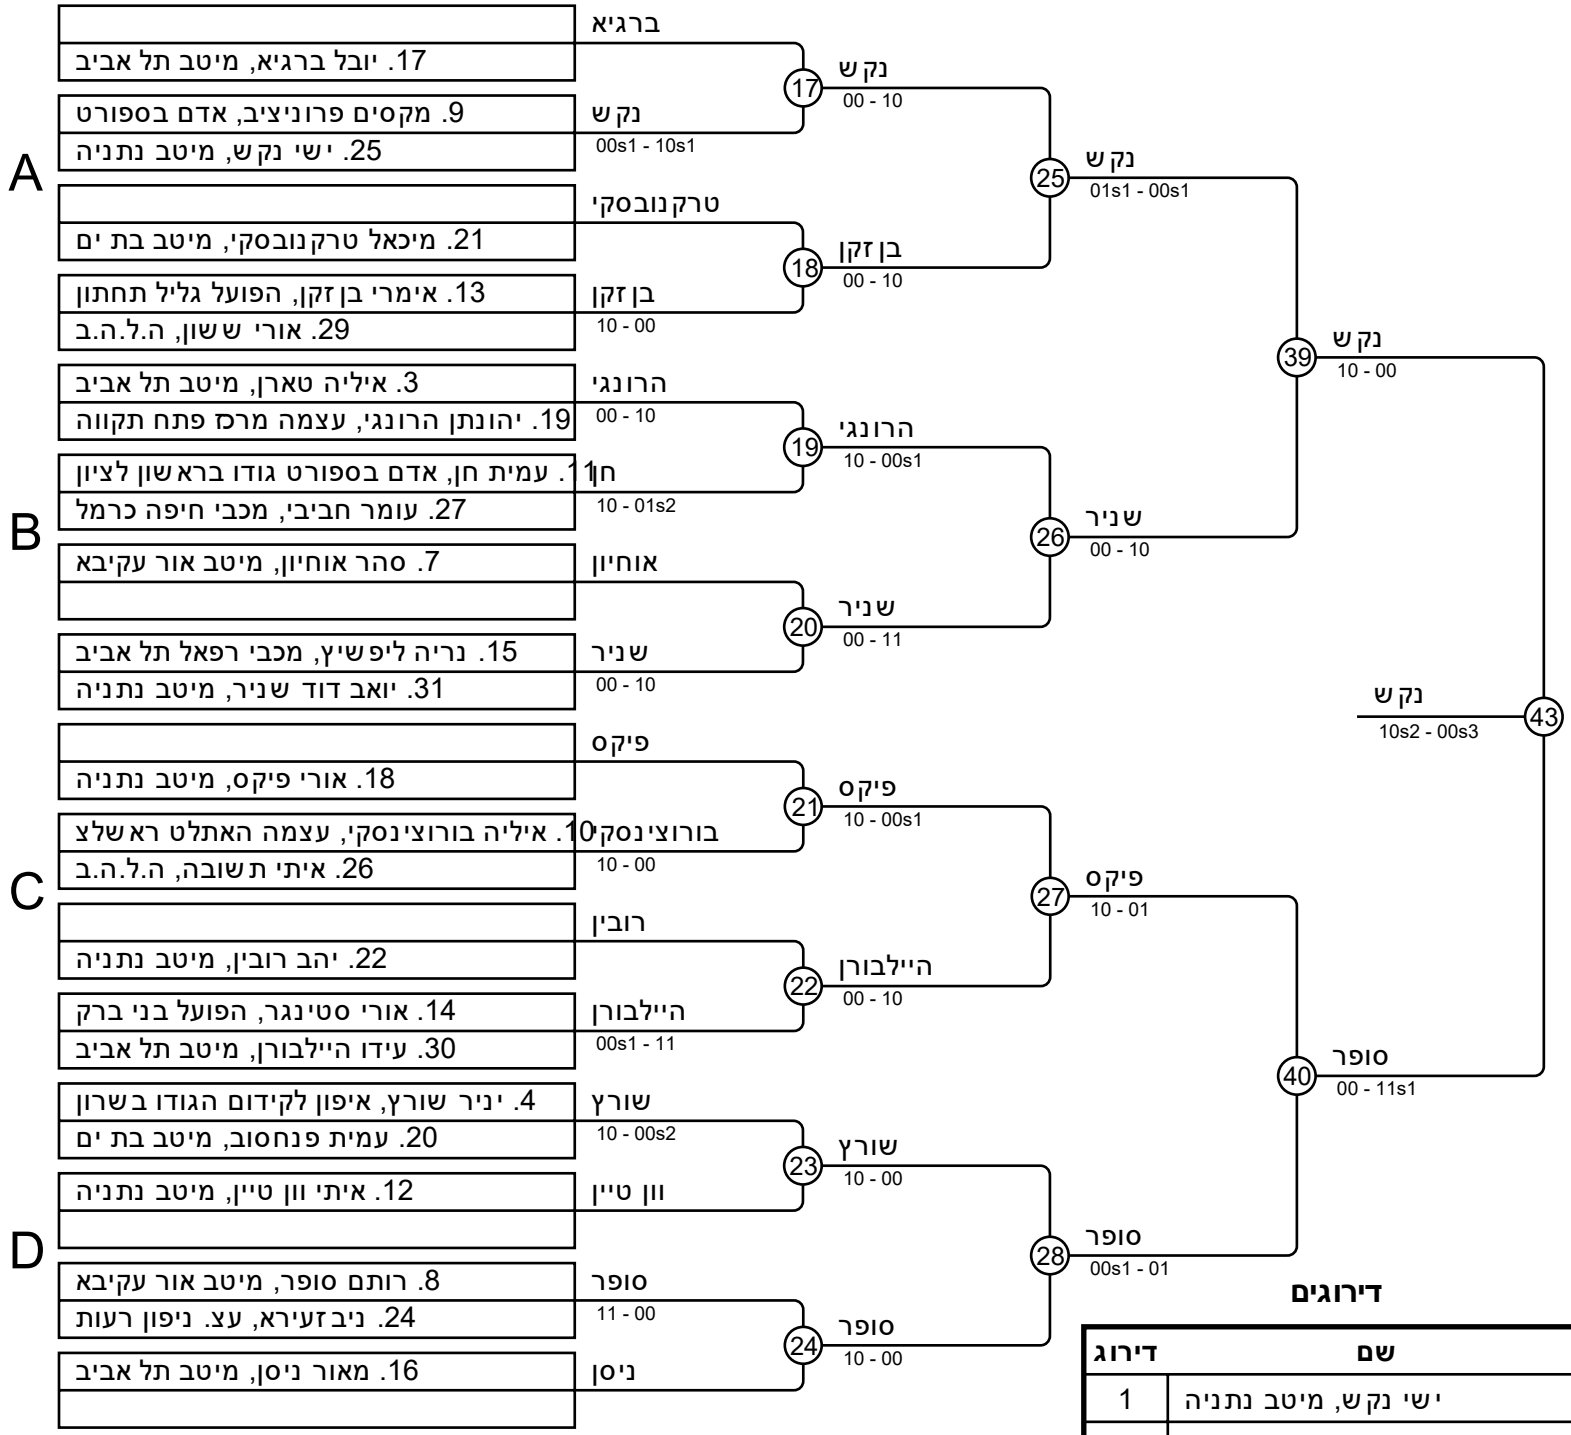 A
17. יובל ברגיא, מיטב תל אביב
ברגיא
9. מקסים פרוניציב, אדם בספורט
25. ישי נקש, מיטב נתניה
נקש
00s1 - 10s1
17
נקש
00 - 10
21. מיכאל טרקנובסקי, מיטב בת ים
טרקנובסקי
13. אימרי בן זקן, הפועל גליל תחתון
29. אורי ששון, ה.ל.ה.ב
בן זקן
10 - 00
18
בן זקן
00 - 10
25
נקש
01s1 - 00s1
B
3. איליה טארן, מיטב תל אביב
19. יהונתן הרונגי, עצמה מרכז פתח תקווה
הרונגי
00 - 10
11. עמית חן, אדם בספורט גודו בראשון לציון
27. עומר חביבי, מכבי חיפה כרמל
חן
10 - 01s2
19
הרונגי
10 - 00s1
7. סהר אוחיון, מיטב אור עקיבא
אוחיון
15. נריה ליפשיץ, מכבי רפאל תל אביב
31. יואב דוד שניר, מיטב נתניה
שניר
00 - 10
20
שניר
00 - 11
26
שניר
00 - 10
39
נקש
10 - 00
C
18. אורי פיקס, מיטב נתניה
פיקס
10. איליה בורוצינסקי, עצמה האתלט ראשלצ
26. איתי תשובה, ה.ל.ה.ב
בורוצינסקי
10 - 00
21
פיקס
10 - 00s1
22. יהב רובין, מיטב נתניה
רובין
14. אורי סטינגר, הפועל בני ברק
30. עידו היילבורן, מיטב תל אביב
היילבורן
00s1 - 11
22
היילבורן
00 - 10
27
פיקס
10 - 01
D
4. יניר שורץ, איפון לקידום הגודו בשרון
20. עמית פנחסוב, מיטב בת ים
שורץ
10 - 00s2
12. איתי וון טיין, מיטב נתניה
וון טיין
23
שורץ
10 - 00
8. רותם סופר, מיטב אור עקיבא
24. ניב זעירא, עצ. ניפון רעות
סופר
11 - 00
16. מאור ניסן, מיטב תל אביב
ניסן
24
סופר
10 - 00
28
סופר
00s1 - 01
40
סופר
00 - 11s1
43
נקש
10s2 - 00s3
דירוגים
דירוג שם
1 ישי נקש, מיטב נתניה